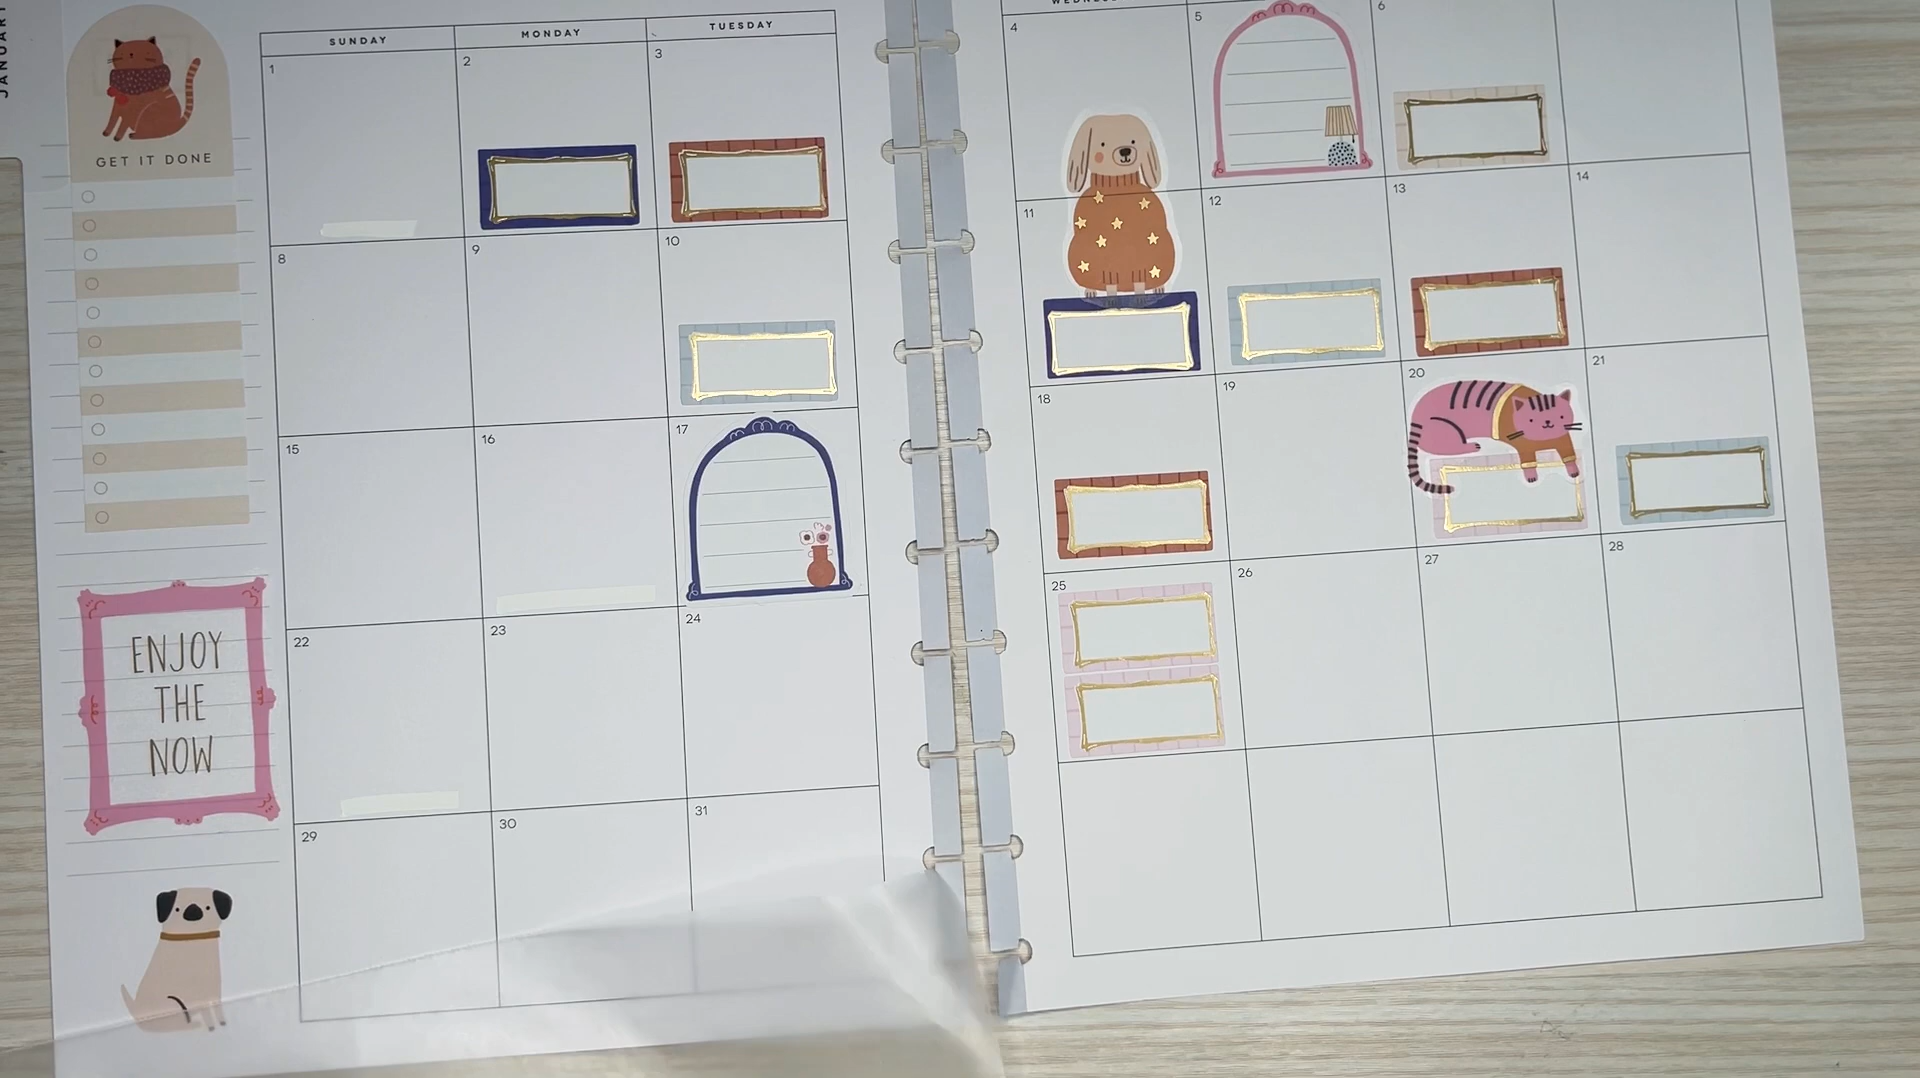 JANUARY
GET IT DONE
ENJOY
THE
NOW
SUNDAY MONDAY TUESDAY
1 2 3
8 9 10
15 16 17
22 23 24
29 30 31
4 5 6
11 12 13 14
18 19 20 21
25 26 27 28